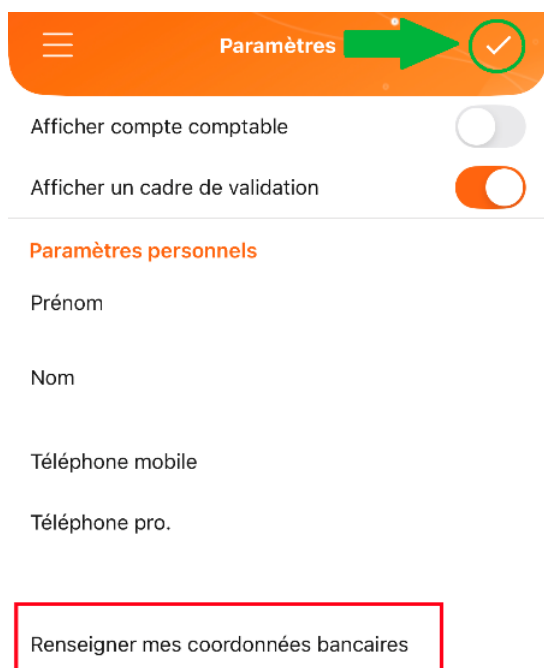 Paramètres
Afficher compte comptable
Afficher un cadre de validation
Paramètres personnels
Prénom
Nom
Téléphone mobile
Téléphone pro.
Renseigner mes coordonnées bancaires